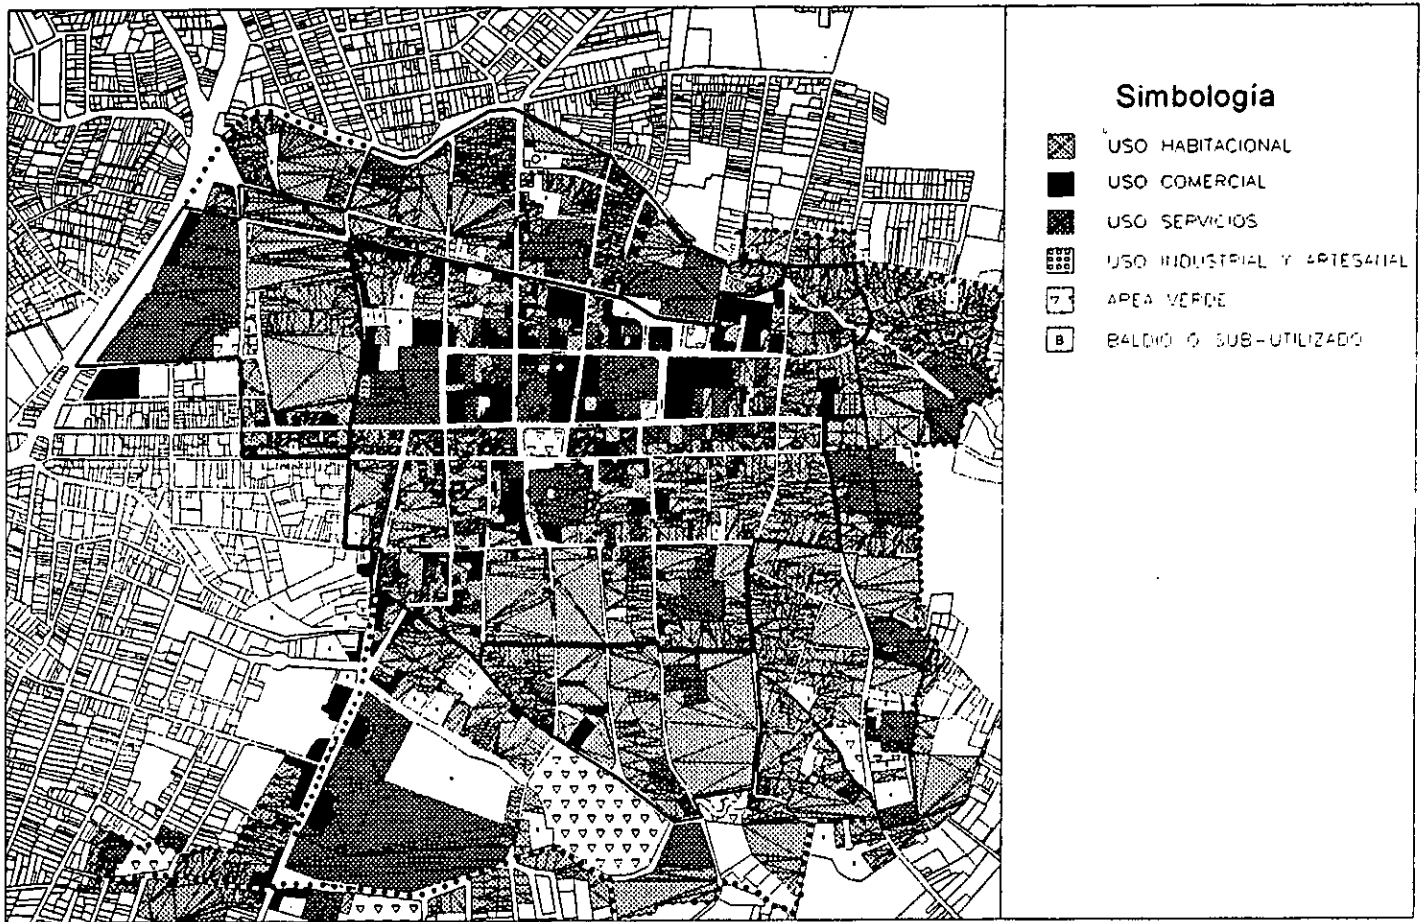 Simbología
USO HABITACIONAL
USO COMERCIAL
USO SERVICIOS
USO INDUSTRIAL Y ARTESANAL
AREA VERDE
B BALDIO O SUB-UTILIZADO